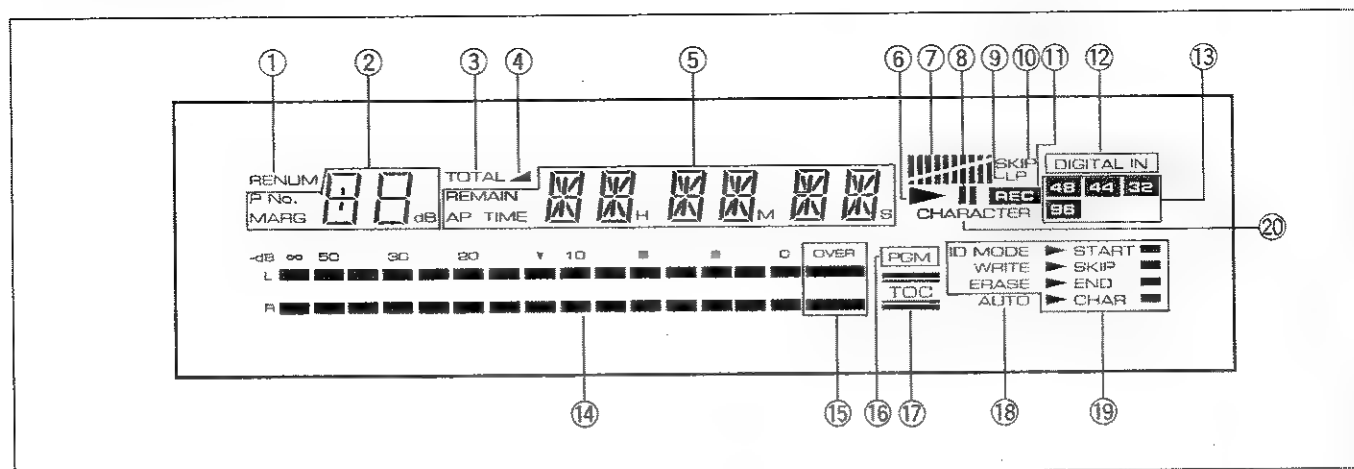 ① ② ③ ④ ⑤ ⑥ ⑦ ⑧ ⑨ ⑩ ⑪ ⑫ ⑬
RENUM TOTAL SKIP DIGITAL IN
P No. REMAIN LP 48 44 32
MARG dB AP TIME H M S REC 96
CHARACTER ⑳
-dB ∞ 50 30 20 10 0 OVER PGM ID MODE START
L WRITE SKIP
TOC ERASE END
R AUTO CHAR
⑭ ⑮ ⑯ ⑰ ⑱ ⑲